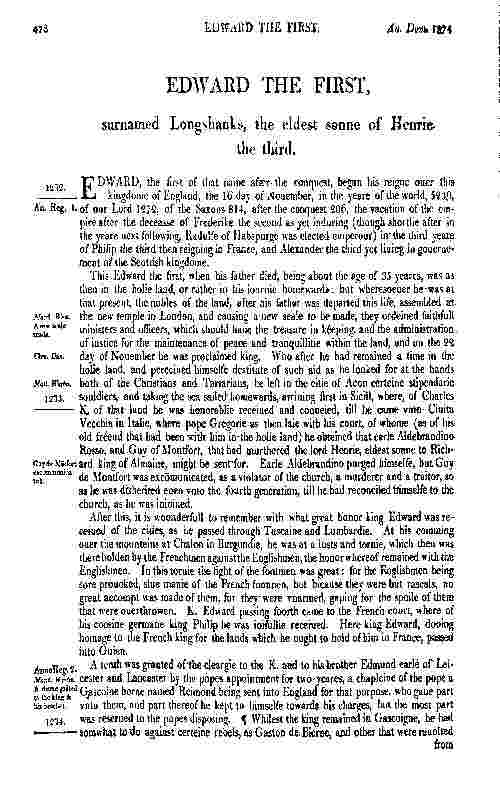 478
EDWARD THE FIRST.
An. Dom. 1274
EDWARD THE FIRST,
surnamed Longshanks, the eldest sonne of Henrie
the third.
1272.
An. Reg. 1.
EDWARD, the first of that name after the conquest, began his reigne ouer this
kingdome of England, the 16 day of Nouember, in the yeere of the world, 5239,
of our Lord 1272, of the Saxons 814, after the conquest 206, the vacation of the em-
pire after the deceasse of Frederike the second as yet induring (though shortlie after in
the yeere next following Radulfe of Habspurge was elected emperour) in the third yeere
of Philip the third then reigning in France, and Alexander the third yet liuing in gouern-
ment of the Scotish kingdome.
This Edward the first, when his father died, being about the age of 35 yeeres, was as
then in the holie land, or rather in his iournie homewards: but wheresoeuer he was at
that present, the nobles of the land, after his father was departed this life, assembled at
the new temple in London, and causing a new seale to be made, they ordeined faithfull
ministers and officers, which should haue the treasure in keeping, and the administration
of iustice for the maintenance of peace and tranquillitie within the land, and on the 22
day of Nouember he was proclaimed king. Who after he had remained a time in the
holie land, and perceiued himselfe destitute of such aid as he looked for at the hands
both of the Christians and Tartarians, he left in the citie of Acon certeine stipendarie
souldiers, and taking the sea sailed homewards, arriuing first in Sicill, where, of Charles
K. of that land he was honorablie receiued and conueied, till he came vnto Ciuita
Vecchia in Italie, where pope Gregorie as then laie with his court, of whome (as of his
old fréend that had beene with him in the holie land) he obteined that earle Aldebrandino
Rosso, and Guy of Montfort, that had murthered the lord Henrie, eldest sonne to Rich-
ard king of Almaine, might be sent for. Earle Aldebrandino purged himselfe, but Guy
de Montfort was excommunicated, as a violator of the church, a murderer and a traitor, so
as he was disherited euen vnto the fourth generation, till he had reconciled himselfe to the
church, as he was inioined.
Matth. West.
A new seale
made.
Chro. Dun.
Matt. Westm.
1273.
Guy de Montfort
excommunicated.
After this, it is woonderfull to remember with what great honor king Edward was re-
ceiued of the cities, as he passed through Tuscaine and Lumbardie. At his comming
ouer the mounteins at Chalon in Burgundie, he was at a iusts and tornie, which then was
there holden by the Frenchmen against the Englishmen, the honor whereof remained with the
Englishmen. In this tornie the fight of the footmen was great: for the Englishmen being
sore prouoked, slue manie of the French footmen, but bicause they were but rascals, no
great accompt was made of them, for they were vnarmed, gaping for the spoile of them
that were ouerthrowen. K. Edward passing foorth came to the French court, where of
his coosine germane king Philip he was ioifullie receiued. Here king Edward, dooing
homage to the French king for the lands which he ought to hold of him in France, passed
into Guien.
Anno Reg. 2.
Matt. Westm.
1274.
A tenth was granted of the cleargie to the K. and to his brother Edmund earle of Lei-
cester and Lancaster by the popes appointment for two yeeres, a chapleine of the pope a
Gascoine borne named Reimond being sent into England for that purpose, who gaue part
vnto them, and part thereof he kept to himselfe towards his charges, but the most part
was reserued to the popes disposing. ¶ Whilest the king remained in Gascoigne, he had
somwhat to do against certeine rebels, as Gaston de Bierne, and other that were reuolted
from